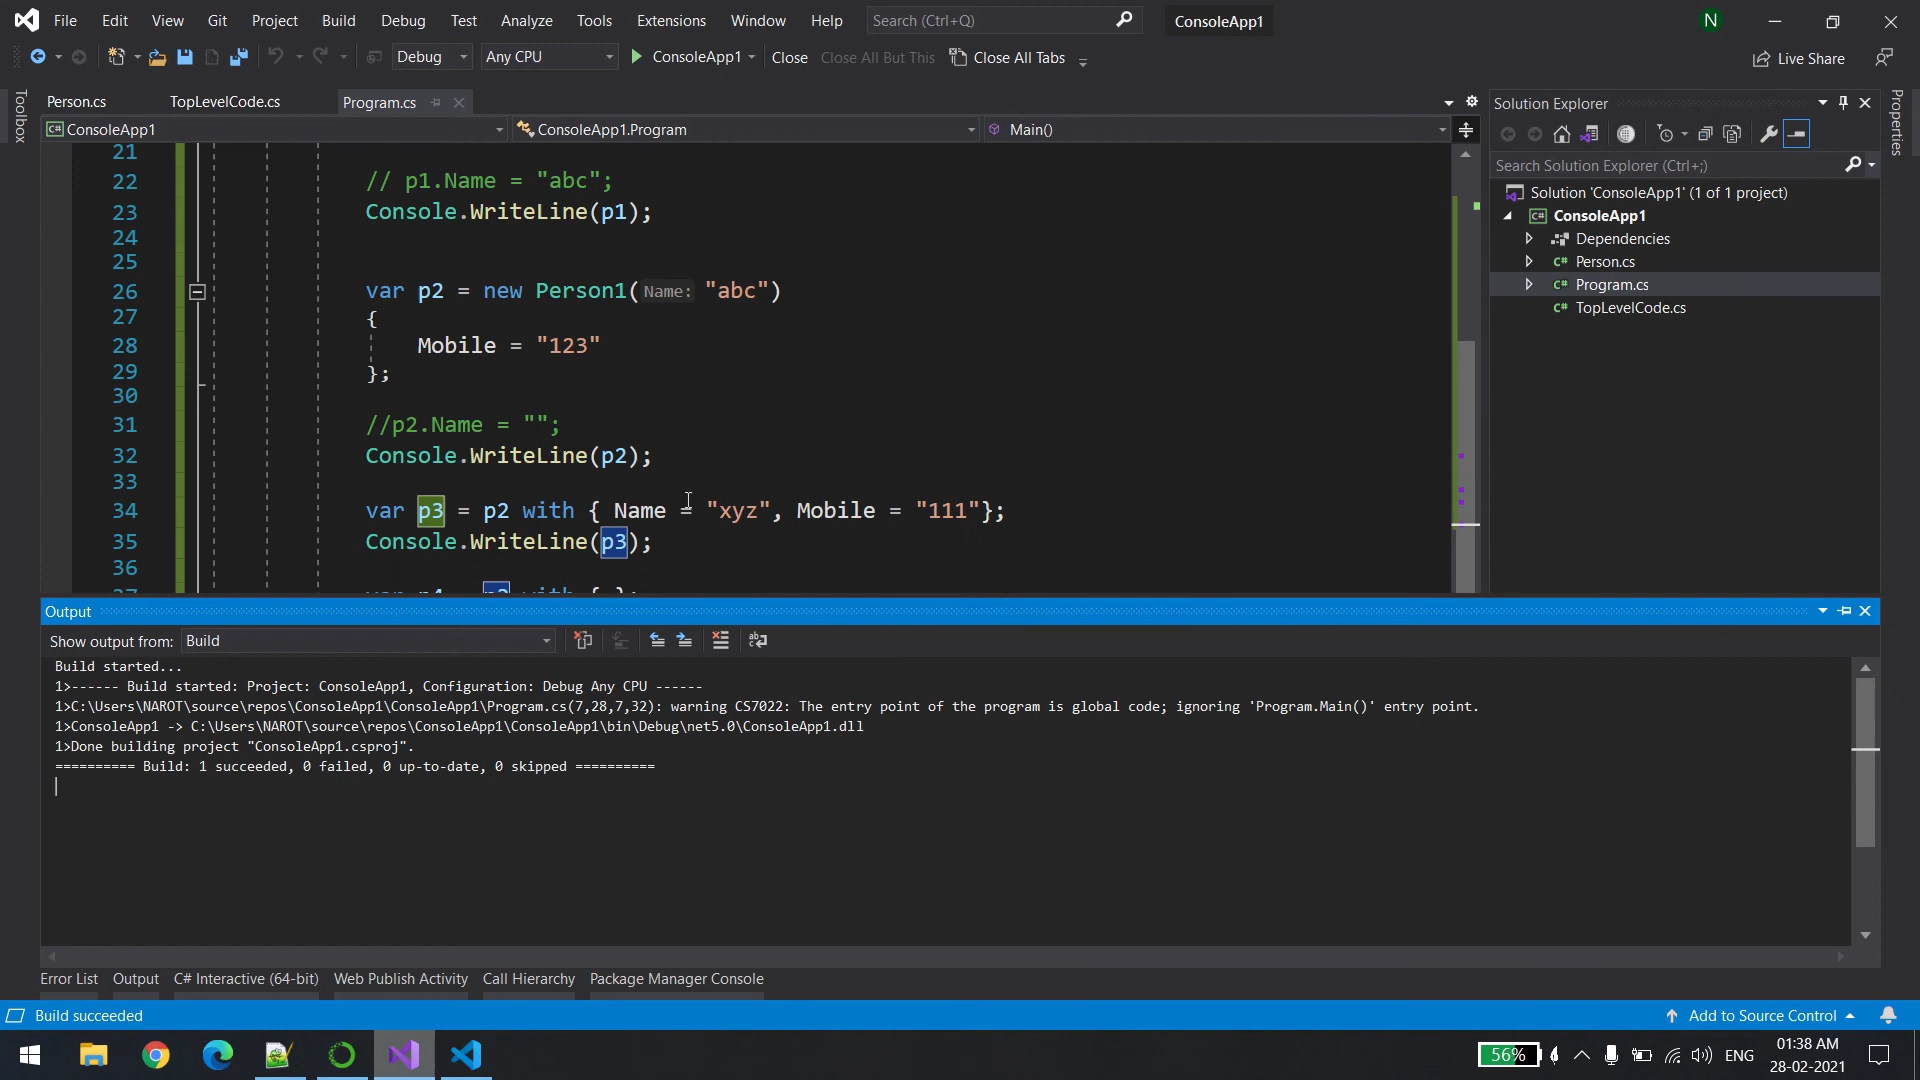 File Edit View Git Project Build Debug Test Analyze Tools Extensions Window Help Search (Ctrl+Q) ConsoleApp1 N
Debug Any CPU ConsoleApp1 Close Close All But This Close All Tabs Live Share
Toolbox
Person.cs TopLevelCode.cs Program.cs
C# ConsoleApp1 ConsoleApp1.Program Main()
21
22 // p1.Name = "abc";
23 Console.WriteLine(p1);
24
25
26 var p2 = new Person1(Name: "abc")
27 {
28 Mobile = "123"
29 };
30
31 //p2.Name = "";
32 Console.WriteLine(p2);
33
34 var p3 = p2 with { Name = "xyz", Mobile = "111"};
35 Console.WriteLine(p3);
36
Solution Explorer
Search Solution Explorer (Ctrl+;)
Solution 'ConsoleApp1' (1 of 1 project)
C# ConsoleApp1
Dependencies
C# Person.cs
C# Program.cs
C# TopLevelCode.cs
Properties
Output
Show output from: Build
Build started...
1>------ Build started: Project: ConsoleApp1, Configuration: Debug Any CPU ------
1>C:\Users\NAROT\source\repos\ConsoleApp1\ConsoleApp1\Program.cs(7,28,7,32): warning CS7022: The entry point of the program is global code; ignoring 'Program.Main()' entry point.
1>ConsoleApp1 -> C:\Users\NAROT\source\repos\ConsoleApp1\ConsoleApp1\bin\Debug\net5.0\ConsoleApp1.dll
1>Done building project "ConsoleApp1.csproj".
========== Build: 1 succeeded, 0 failed, 0 up-to-date, 0 skipped ==========
Error List Output C# Interactive (64-bit) Web Publish Activity Call Hierarchy Package Manager Console
Build succeeded Add to Source Control
56% ENG 01:38 AM
28-02-2021